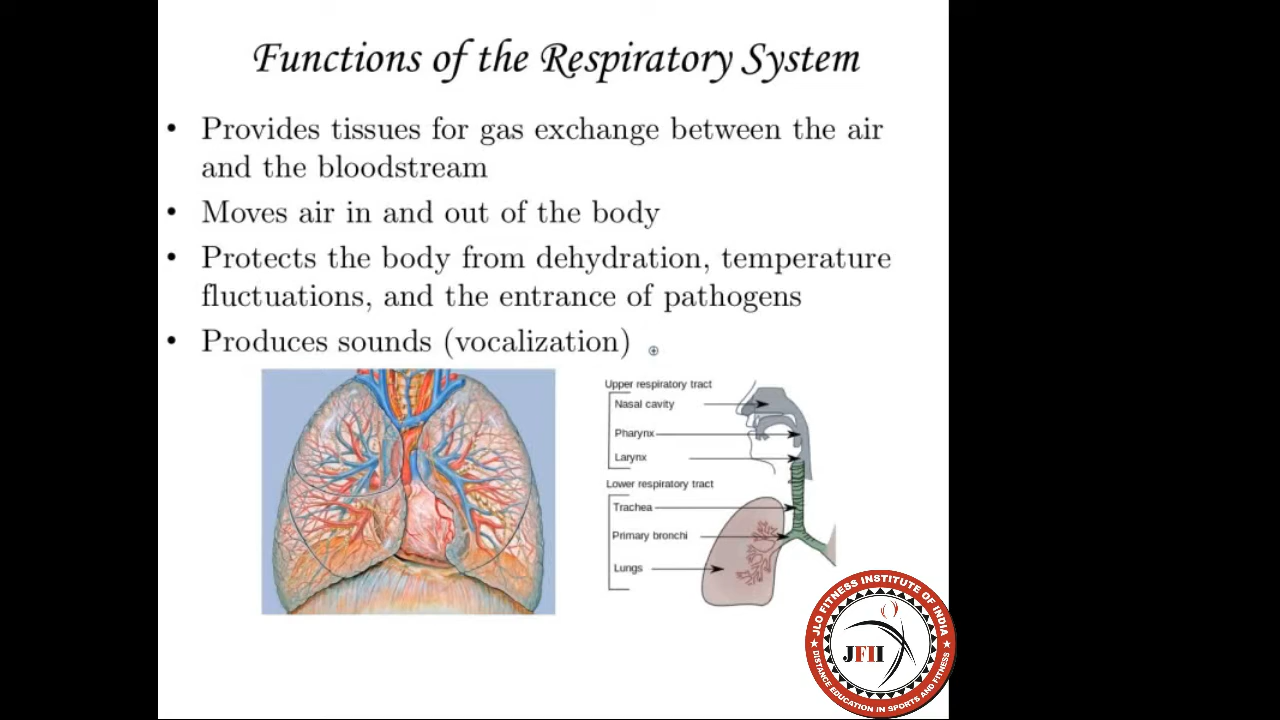 Functions of the Respiratory System
• Provides tissues for gas exchange between the air
and the bloodstream
• Moves air in and out of the body
• Protects the body from dehydration, temperature
fluctuations, and the entrance of pathogens
• Produces sounds (vocalization)
Upper respiratory tract
Nasal cavity
Pharynx
Larynx
Lower respiratory tract
Trachea
Primary bronchi
Lungs
JLO FITNESS INSTITUTE OF INDIA
JFII
DISTANCE EDUCATION IN SPORTS AND FITNESS